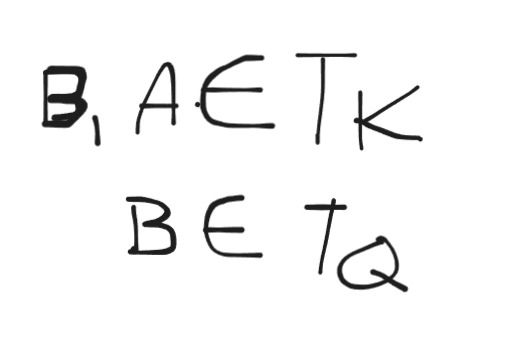 B, A ∈ T_K
B ∈ T_Q